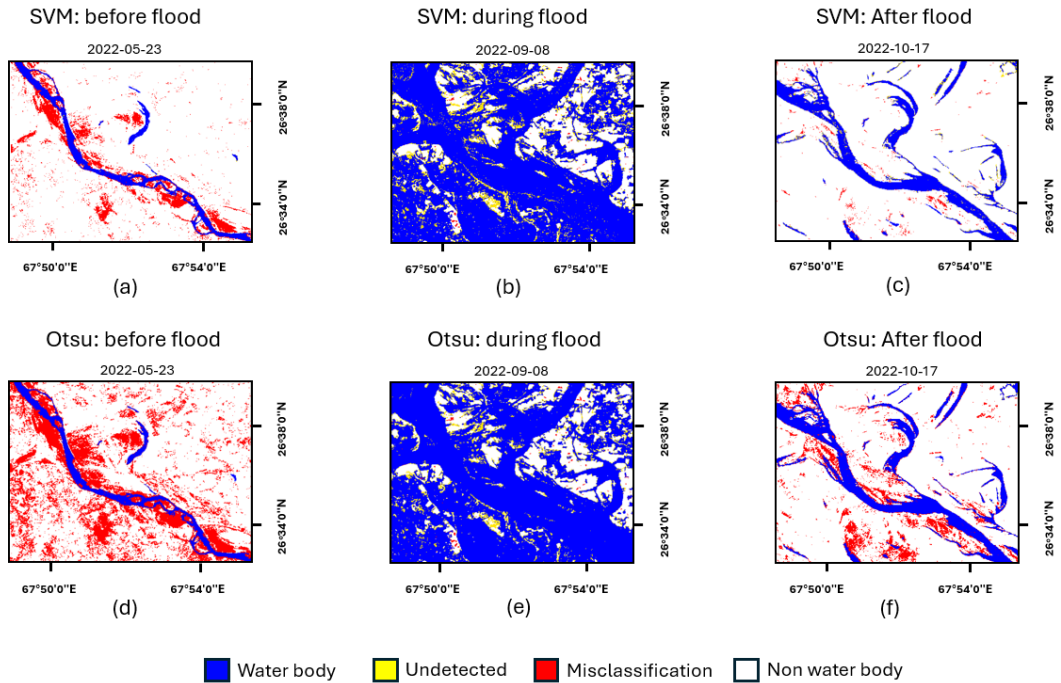 SVM: before flood
SVM: during flood
SVM: After flood
2022-05-23
2022-09-08
2022-10-17
26°38'0"N
26°34'0"N
26°38'0"N
26°34'0"N
26°38'0"N
26°34'0"N
67°50'0"E
67°54'0"E
67°50'0"E
67°54'0"E
67°50'0"E
67°54'0"E
(a)
(b)
(c)
Otsu: before flood
Otsu: during flood
Otsu: After flood
2022-05-23
2022-09-08
2022-10-17
26°38'0"N
26°34'0"N
26°38'0"N
26°34'0"N
26°38'0"N
26°34'0"N
67°50'0"E
67°54'0"E
67°50'0"E
67°54'0"E
67°50'0"E
67°54'0"E
(d)
(e)
(f)
Water body
Undetected
Misclassification
Non water body